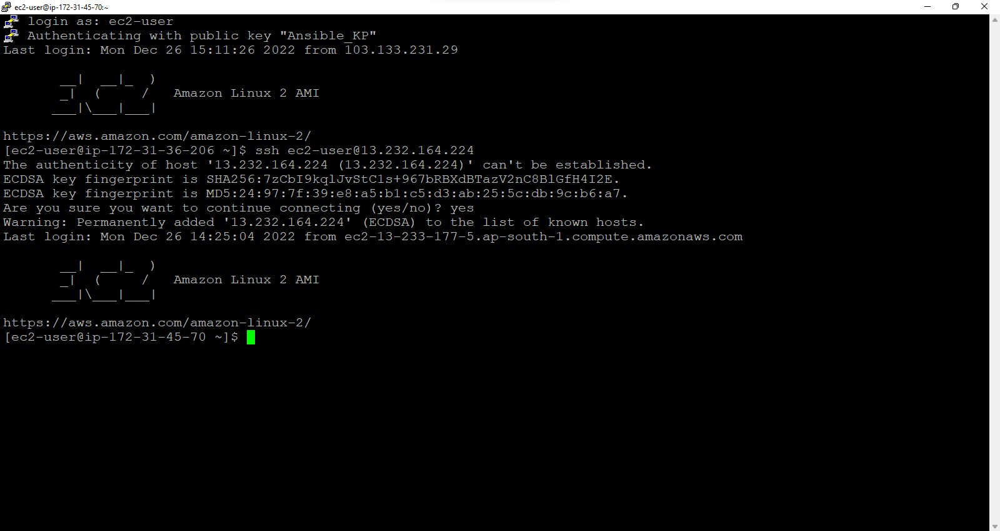 ec2-user@ip-172-31-45-70:~
login as: ec2-user
Authenticating with public key "Ansible_KP"
Last login: Mon Dec 26 15:11:26 2022 from 103.133.231.29
       __|  __|_  )
       _|  (     /   Amazon Linux 2 AMI
      ___|\___|___|
https://aws.amazon.com/amazon-linux-2/
[ec2-user@ip-172-31-36-206 ~]$ ssh ec2-user@13.232.164.224
The authenticity of host '13.232.164.224 (13.232.164.224)' can't be established.
ECDSA key fingerprint is SHA256:7zCbI9kqlJvStC1s+967bRBXdBTazV2nC8BlGfH4I2E.
ECDSA key fingerprint is MD5:24:97:7f:39:e8:a5:b1:c5:d3:ab:25:5c:db:9c:b6:a7.
Are you sure you want to continue connecting (yes/no)? yes
Warning: Permanently added '13.232.164.224' (ECDSA) to the list of known hosts.
Last login: Mon Dec 26 14:25:04 2022 from ec2-13-233-177-5.ap-south-1.compute.amazonaws.com
       __|  __|_  )
       _|  (     /   Amazon Linux 2 AMI
      ___|\___|___|
https://aws.amazon.com/amazon-linux-2/
[ec2-user@ip-172-31-45-70 ~]$